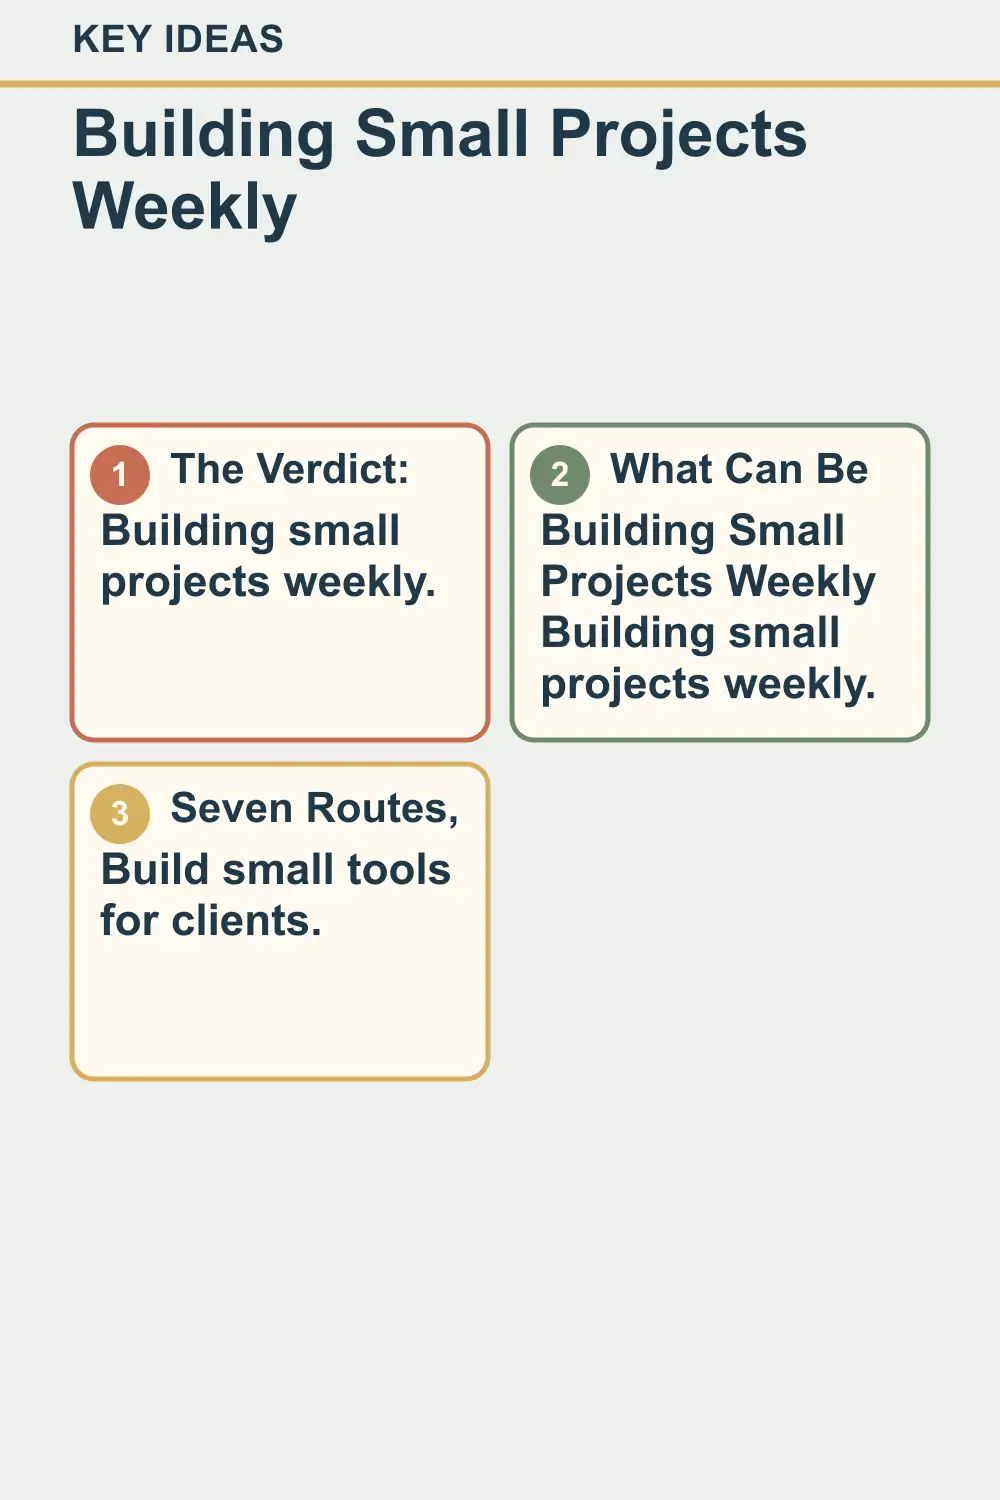 KEY IDEAS
Building Small Projects
Weekly
1 The Verdict:
Building small
projects weekly.
2 What Can Be
Building Small
Projects Weekly
Building small
projects weekly.
3 Seven Routes,
Build small tools
for clients.